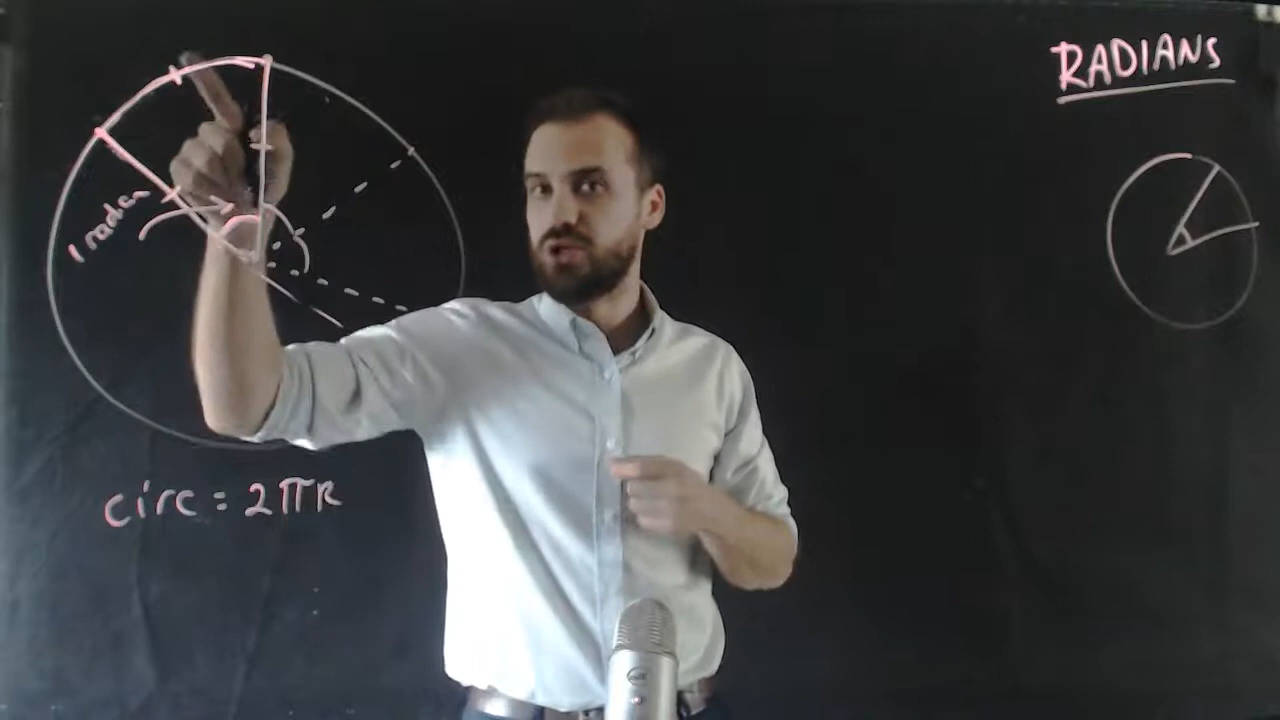 RADIANS
1 radian
circ = 2πR